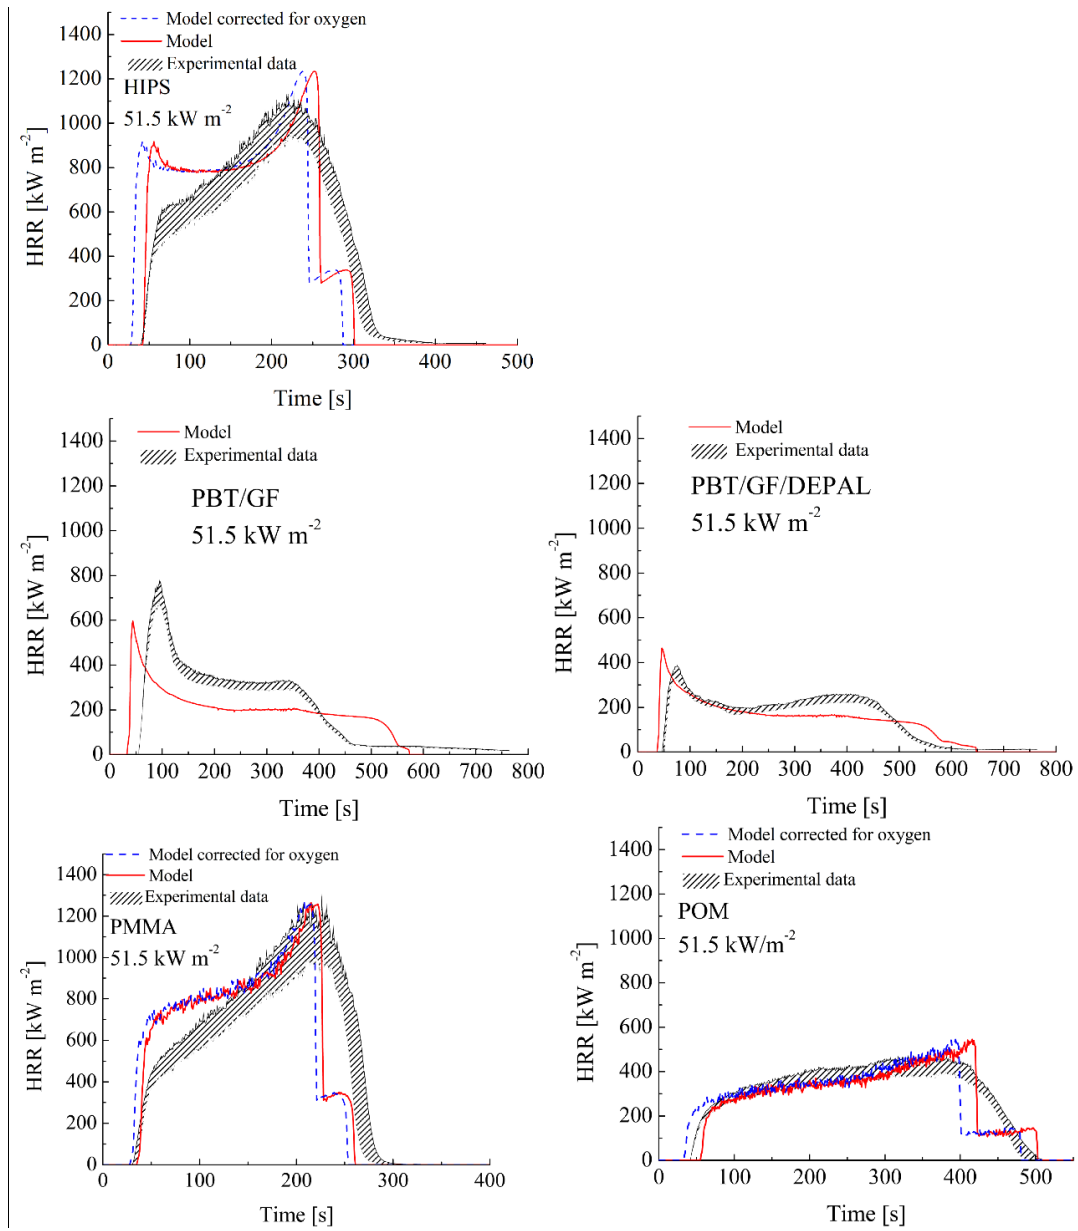 Model corrected for oxygen
Model
Experimental data
HIPS
51.5 kW m-2
HRR [kW m-2]
1400
1200
1000
800
600
400
200
0
0 100 200 300 400 500
Time [s]
Model
Experimental data
PBT/GF
51.5 kW m-2
HRR [kW m-2]
1400
1200
1000
800
600
400
200
0
0 100 200 300 400 500 600 700 800
Time [s]
Model
Experimental data
PBT/GF/DEPAL
51.5 kW m-2
HRR [kW m-2]
1400
1200
1000
800
600
400
200
0
0 100 200 300 400 500 600 700 800
Time [s]
Model corrected for oxygen
Model
Experimental data
PMMA
51.5 kW m-2
HRR [kW m-2]
1400
1200
1000
800
600
400
200
0
0 100 200 300 400
Time [s]
Model corrected for oxygen
Model
Experimental data
POM
51.5 kW/m-2
HRR [kW m-2]
1400
1200
1000
800
600
400
200
0
0 100 200 300 400 500
Time [s]